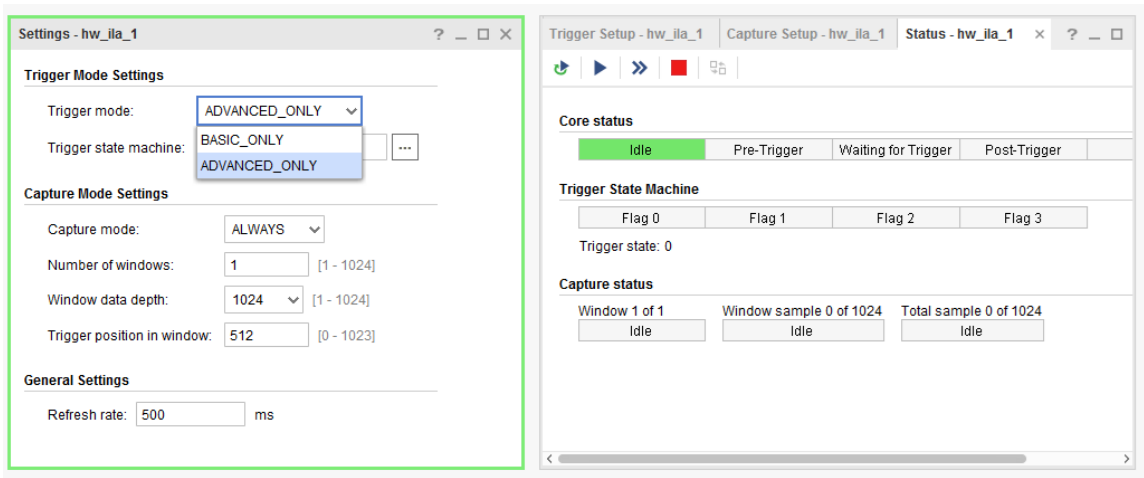 Settings - hw_ila_1
Trigger Mode Settings
Trigger mode: ADVANCED_ONLY
BASIC_ONLY
Trigger state machine: ...
ADVANCED_ONLY
Capture Mode Settings
Capture mode: ALWAYS
Number of windows: 1 [1 - 1024]
Window data depth: 1024 [1 - 1024]
Trigger position in window: 512 [0 - 1023]
General Settings
Refresh rate: 500 ms
Trigger Setup - hw_ila_1 Capture Setup - hw_ila_1 Status - hw_ila_1
Core status
Idle Pre-Trigger Waiting for Trigger Post-Trigger
Trigger State Machine
Flag 0 Flag 1 Flag 2 Flag 3
Trigger state: 0
Capture status
Window 1 of 1 Window sample 0 of 1024 Total sample 0 of 1024
Idle Idle Idle